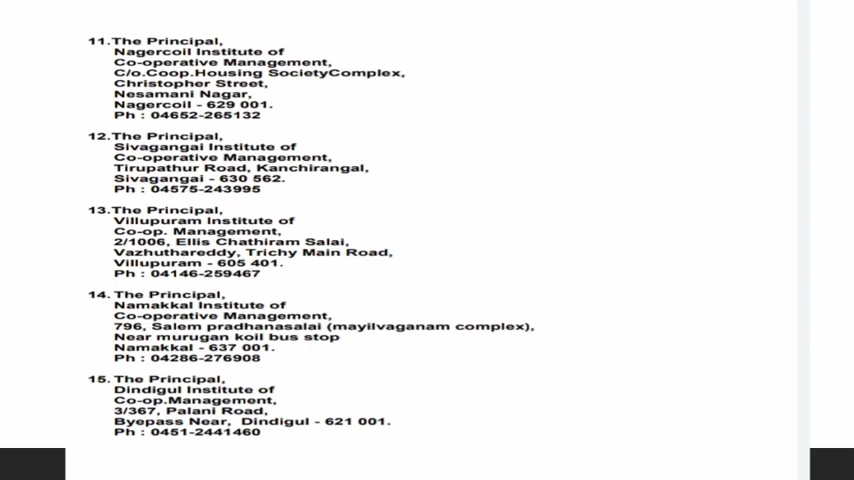 11.The Principal,
Nagercoil Institute of
Co-operative Management,
C/o.Coop.Housing SocietyComplex,
Christopher Street,
Nesamani Nagar,
Nagercoil - 629 001.
Ph : 04652-265132
12.The Principal,
Sivagangai Institute of
Co-operative Management,
Tirupathur Road, Kanchirangal,
Sivagangai - 630 562.
Ph : 04575-243995
13.The Principal,
Villupuram Institute of
Co-op. Management,
2/1006, Ellis Chathiram Salai,
Vazhuthareddy, Trichy Main Road,
Villupuram - 605 401.
Ph : 04146-259467
14. The Principal,
Namakkal Institute of
Co-operative Management,
796, Salem pradhanasalai (mayilvaganam complex),
Near murugan koil bus stop
Namakkal - 637 001.
Ph : 04286-276908
15. The Principal,
Dindigul Institute of
Co-op.Management,
3/367, Palani Road,
Byepass Near, Dindigul - 621 001.
Ph : 0451-2441460